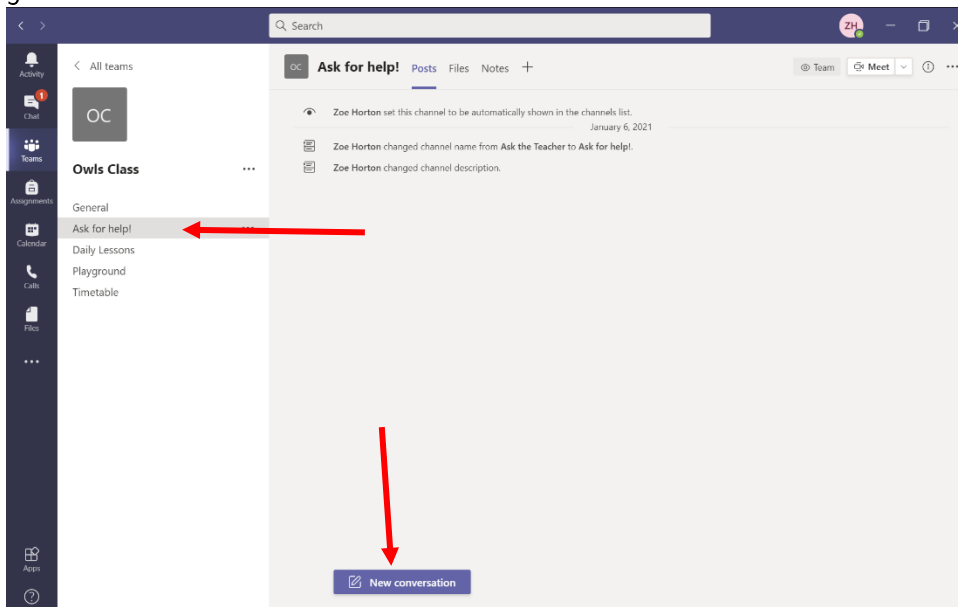 g
Search
ZH
Activity
Chat
1
Teams
Assignments
Calendar
Calls
Files
Apps
All teams
OC
Owls Class
General
Ask for help!
Daily Lessons
Playground
Timetable
OC Ask for help! Posts Files Notes +
Team Meet
Zoe Horton set this channel to be automatically shown in the channels list.
January 6, 2021
Zoe Horton changed channel name from Ask the Teacher to Ask for help!.
Zoe Horton changed channel description.
New conversation